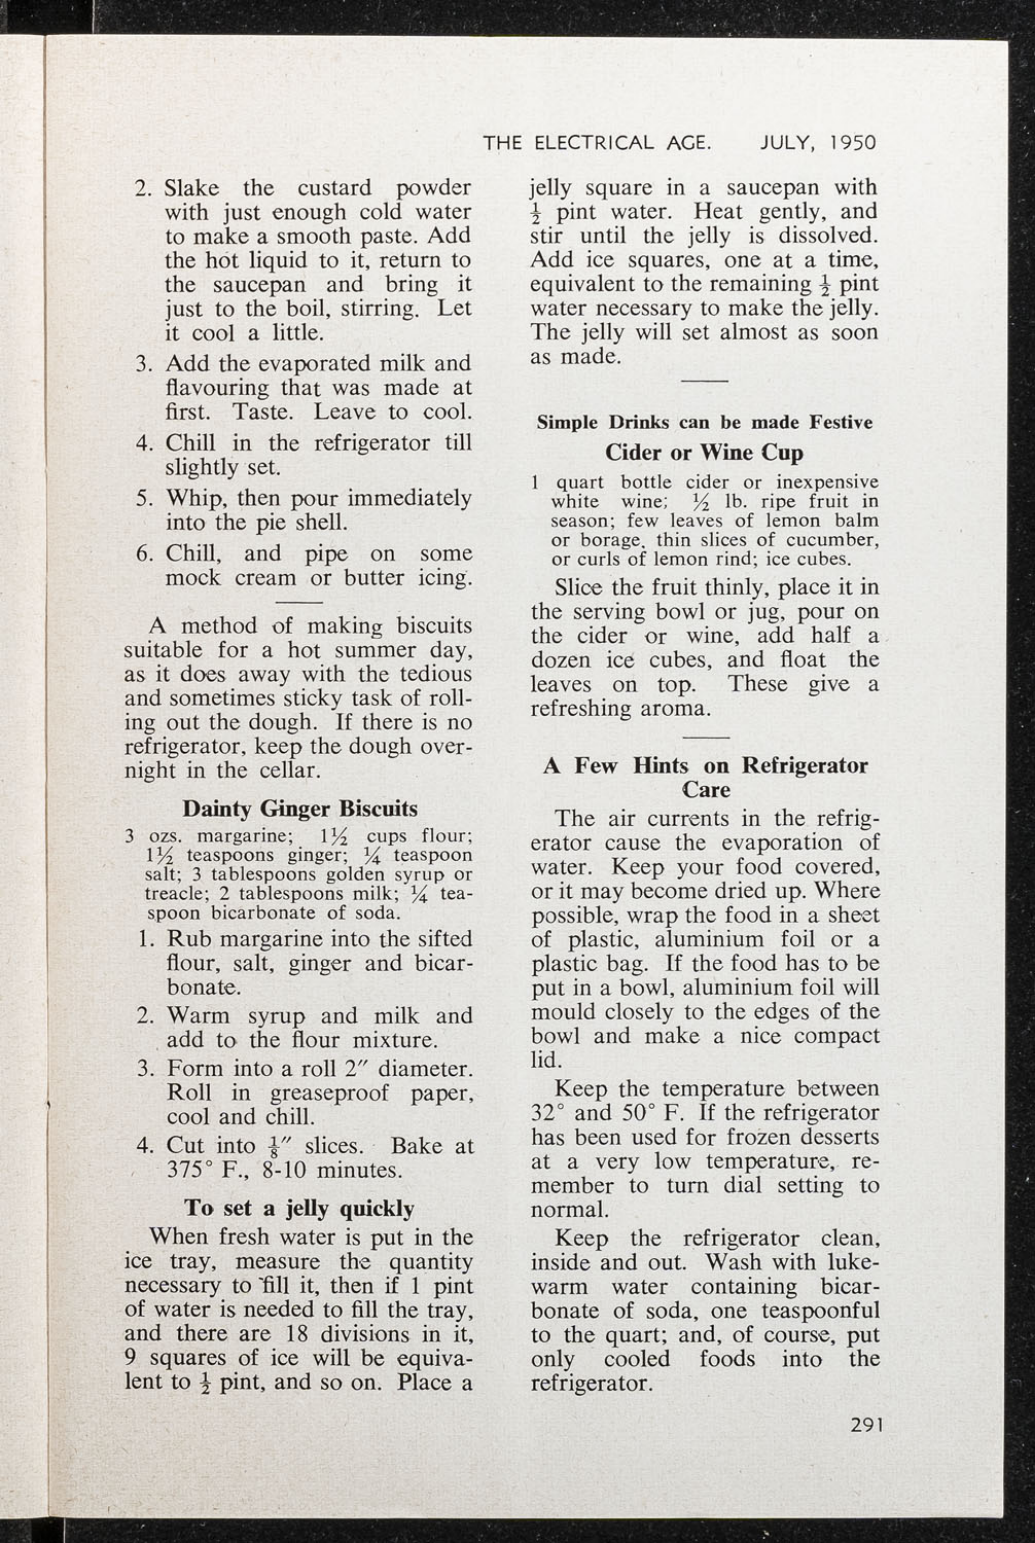 THE ELECTRICAL AGE. JULY, 1950
2. Slake the custard powder
with just enough cold water
to make a smooth paste. Add
the hot liquid to it, return to
the saucepan and bring it
just to the boil, stirring. Let
it cool a little.
3. Add the evaporated milk and
flavouring that was made at
first. Taste. Leave to cool.
4. Chill in the refrigerator till
slightly set.
5. Whip, then pour immediately
into the pie shell.
6. Chill, and pipe on some
mock cream or butter icing.
A method of making biscuits
suitable for a hot summer day,
as it does away with the tedious
and sometimes sticky task of roll-
ing out the dough. If there is no
refrigerator, keep the dough over-
night in the cellar.
Dainty Ginger Biscuits
3 ozs. margarine; 1½ cups flour;
1½ teaspoons ginger; ¼ teaspoon
salt; 3 tablespoons golden syrup or
treacle; 2 tablespoons milk; ¼ tea-
spoon bicarbonate of soda.
1. Rub margarine into the sifted
flour, salt, ginger and bicar-
bonate.
2. Warm syrup and milk and
add to the flour mixture.
3. Form into a roll 2″ diameter.
Roll in greaseproof paper,
cool and chill.
4. Cut into ⅛″ slices. Bake at
375° F., 8-10 minutes.
To set a jelly quickly
When fresh water is put in the
ice tray, measure the quantity
necessary to fill it, then if 1 pint
of water is needed to fill the tray,
and there are 18 divisions in it,
9 squares of ice will be equiva-
lent to ½ pint, and so on. Place a
jelly square in a saucepan with
½ pint water. Heat gently, and
stir until the jelly is dissolved.
Add ice squares, one at a time,
equivalent to the remaining ½ pint
water necessary to make the jelly.
The jelly will set almost as soon
as made.
Simple Drinks can be made Festive
Cider or Wine Cup
1 quart bottle cider or inexpensive
white wine; ½ lb. ripe fruit in
season; few leaves of lemon balm
or borage, thin slices of cucumber,
or curls of lemon rind; ice cubes.
Slice the fruit thinly, place it in
the serving bowl or jug, pour on
the cider or wine, add half a
dozen ice cubes, and float the
leaves on top. These give a
refreshing aroma.
A Few Hints on Refrigerator
Care
The air currents in the refrig-
erator cause the evaporation of
water. Keep your food covered,
or it may become dried up. Where
possible, wrap the food in a sheet
of plastic, aluminium foil or a
plastic bag. If the food has to be
put in a bowl, aluminium foil will
mould closely to the edges of the
bowl and make a nice compact
lid.
Keep the temperature between
32° and 50° F. If the refrigerator
has been used for frozen desserts
at a very low temperature, re-
member to turn dial setting to
normal.
Keep the refrigerator clean,
inside and out. Wash with luke-
warm water containing bicar-
bonate of soda, one teaspoonful
to the quart; and, of course, put
only cooled foods into the
refrigerator.
291